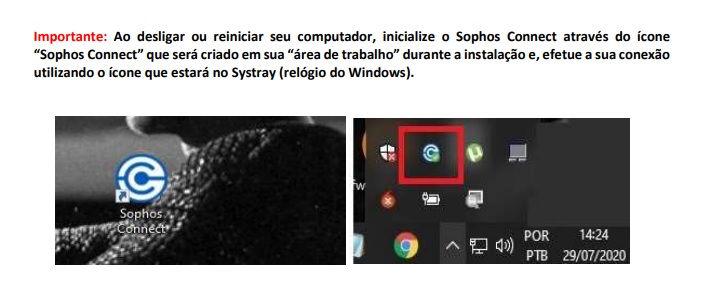 Importante: Ao desligar ou reiniciar seu computador, inicialize o Sophos Connect através do ícone
“Sophos Connect” que será criado em sua “área de trabalho” durante a instalação e, efetue a sua conexão
utilizando o ícone que estará no Systray (relógio do Windows).
Sophos
Connect
fw
POR
PTB
14:24
29/07/2020